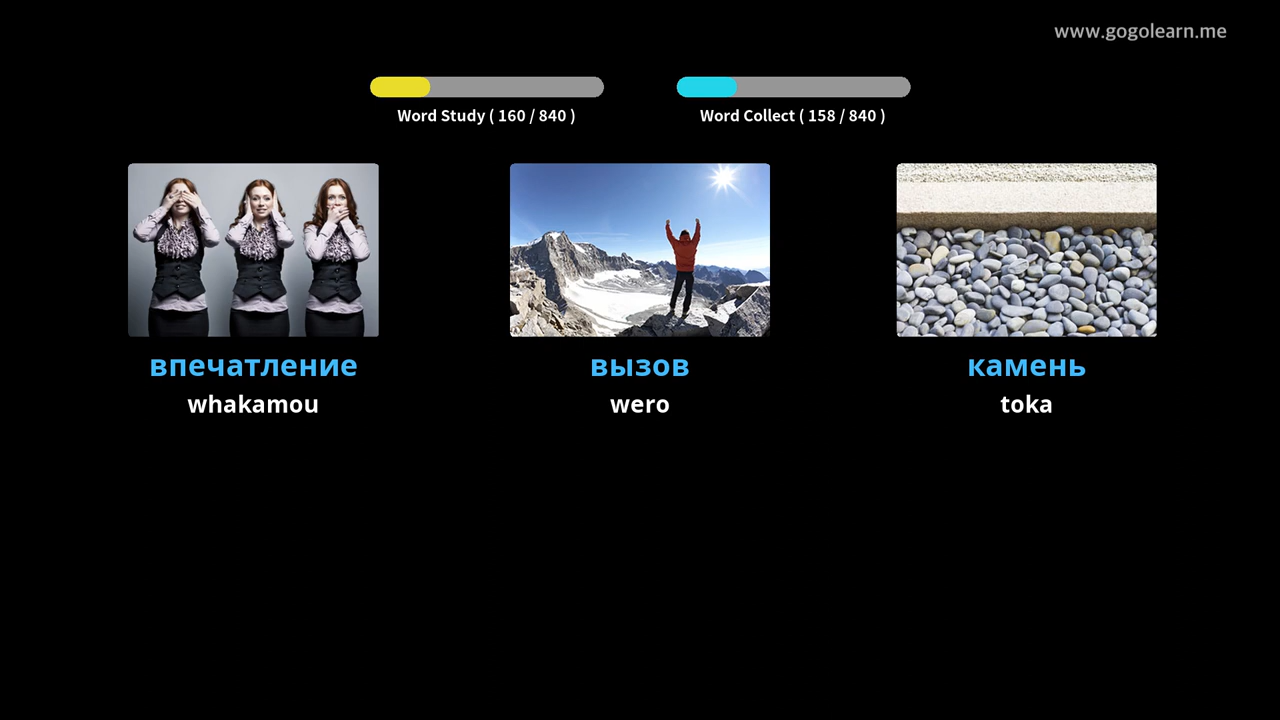 www.gogolearn.me
Word Study ( 160 / 840 )
Word Collect ( 158 / 840 )
впечатление
whakamou
вызов
wero
камень
toka